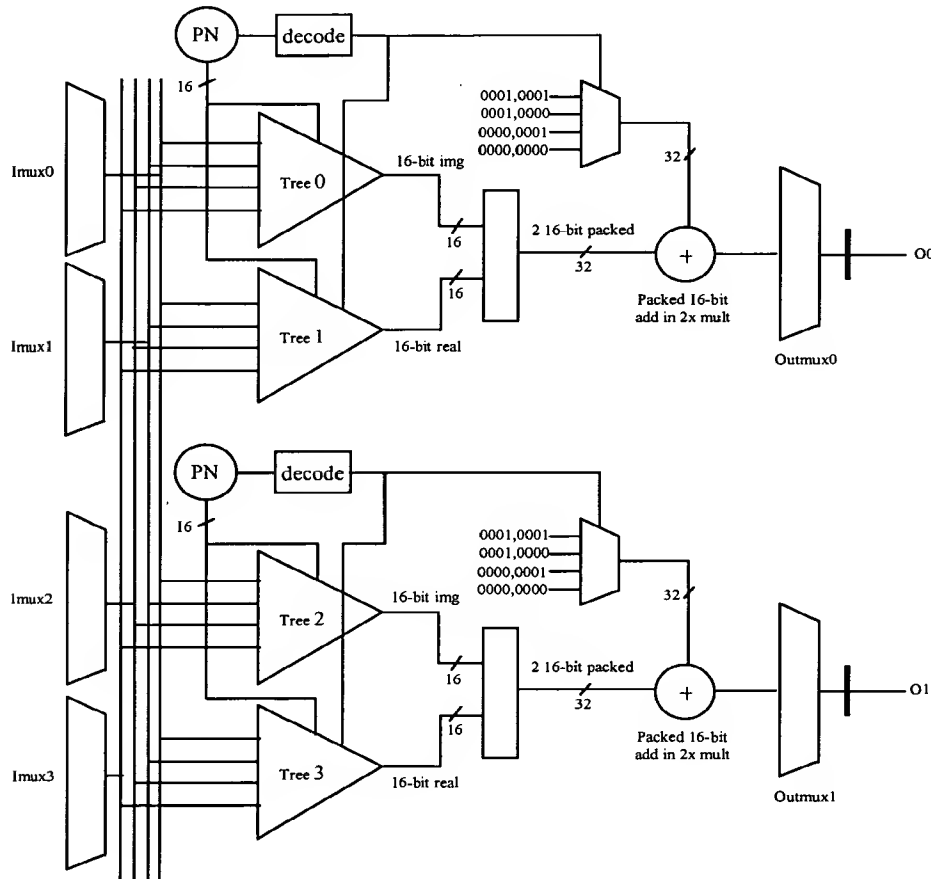 PN
decode
16
0001,0001
0001,0000
0000,0001
0000,0000
Imux0
Tree 0
16-bit img
32
16
2 16-bit packed
32
+
O0
16
Packed 16-bit
add in 2x mult
Imux1
Tree 1
16-bit real
Outmux0
PN
decode
16
0001,0001
0001,0000
0000,0001
0000,0000
Imux2
Tree 2
16-bit img
32
16
2 16-bit packed
32
+
O1
16
Packed 16-bit
add in 2x mult
Imux3
Tree 3
16-bit real
Outmux1